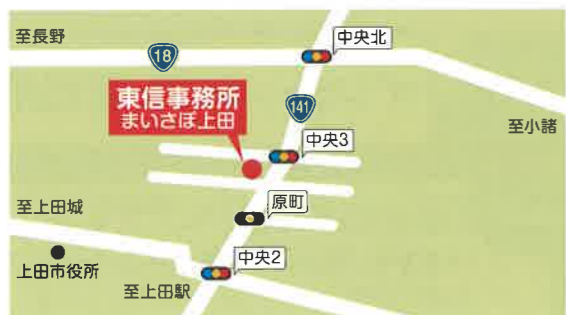 至長野
18
中央北
東信事務所
まいさぽ上田
141
至小諸
中央3
至上田城
原町
上田市役所
中央2
至上田駅